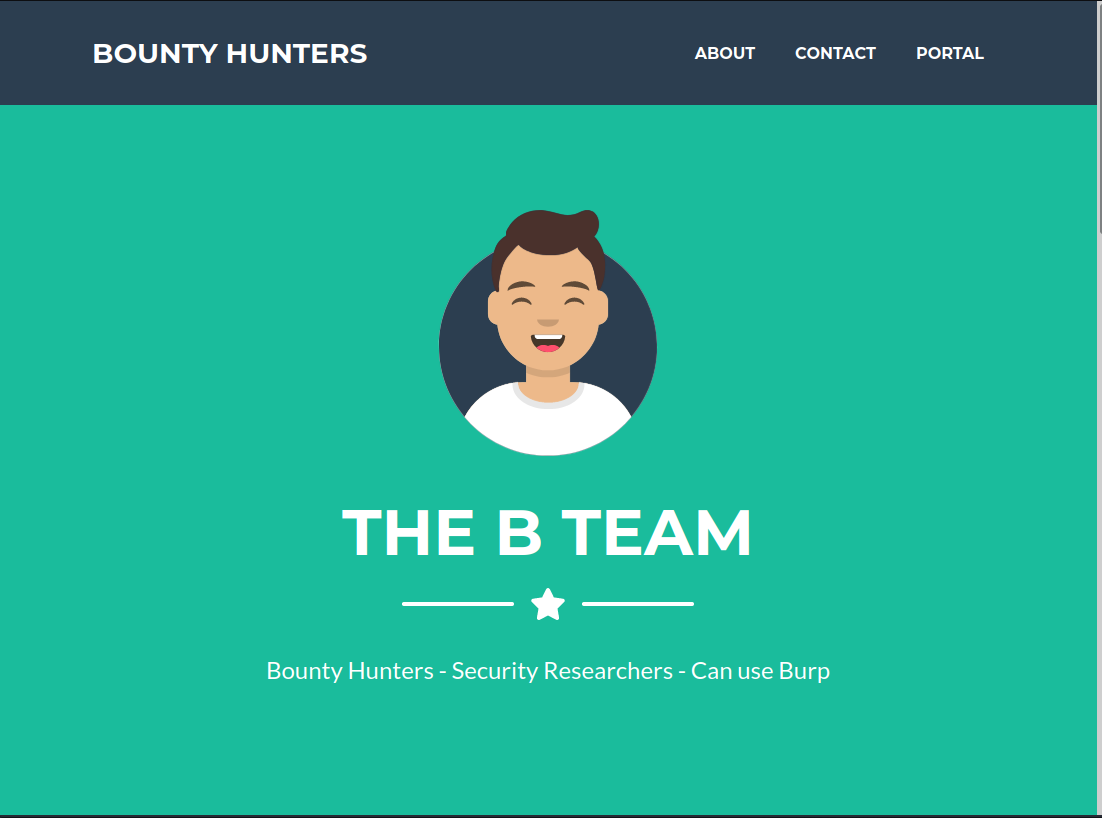 BOUNTY HUNTERS
ABOUT CONTACT PORTAL
THE B TEAM
Bounty Hunters - Security Researchers - Can use Burp